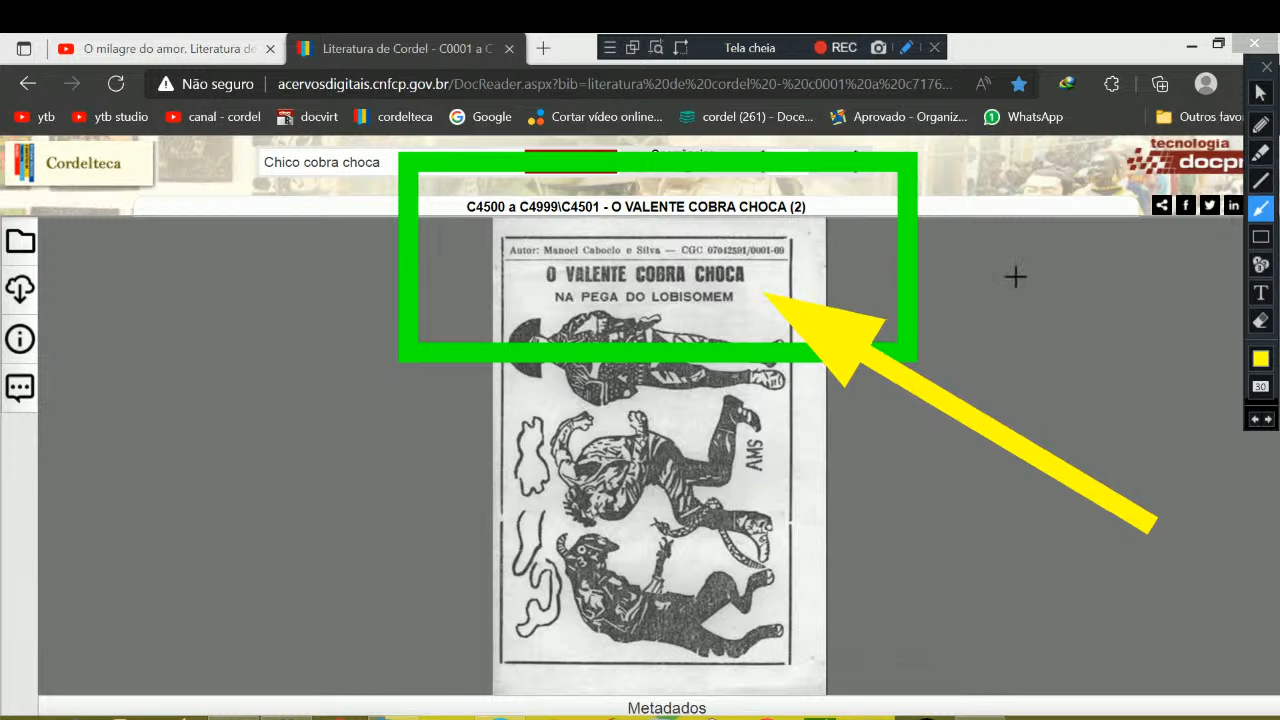 O milagre do amor. Literatura de
Literatura de Cordel - C0001 a C
Tela cheia
REC
Não seguro
acervosdigitais.cnfcp.gov.br/DocReader.aspx?bib=literatura%20de%20cordel%20-%20c0001%20a%20c7176...
ytb
ytb studio
canal - cordel
docvirt
cordelteca
Google
Cortar vídeo online...
cordel (261) - Doce...
Aprovado - Organiz...
WhatsApp
Outros favo
Cordelteca
Chico cobra choca
tecnologia
docpr
C4500 a C4999\C4501 - O VALENTE COBRA CHOCA (2)
Autor: Manoel Caboclo e Silva — CGC 07042591/0001-09
O VALENTE COBRA CHOCA
NA PEGA DO LOBISOMEM
AMS
30
Metadados